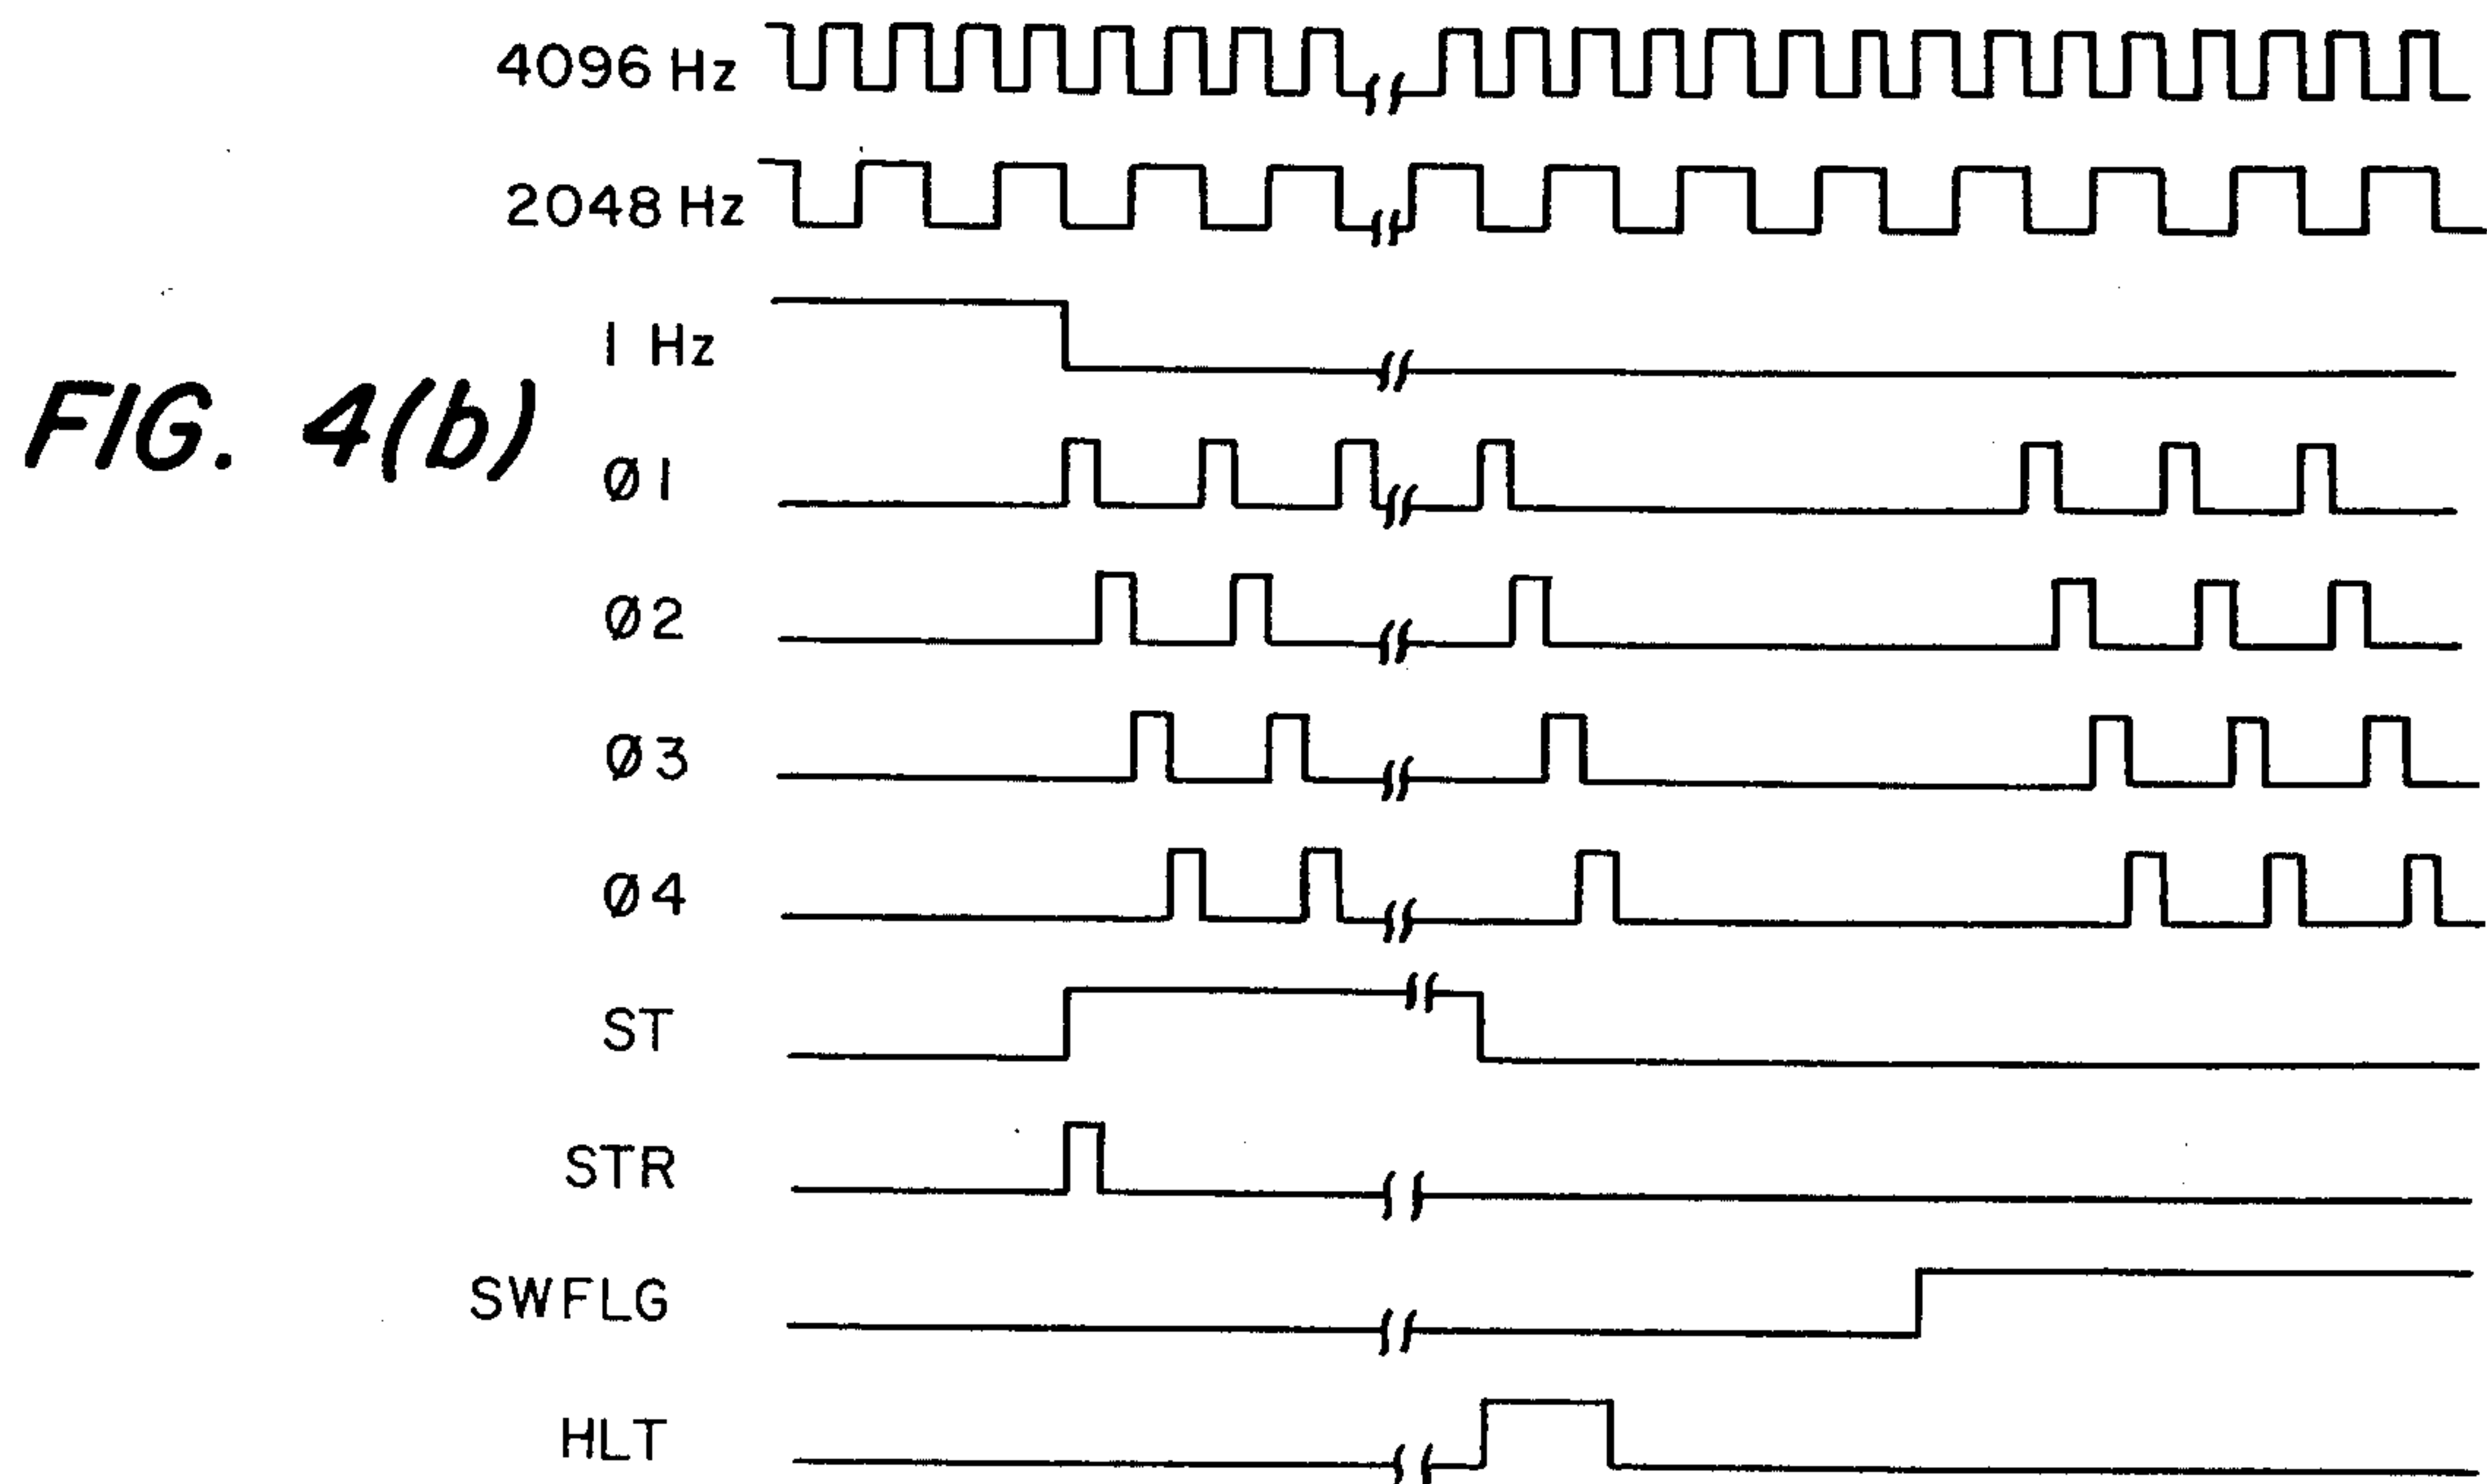 4096 Hz
2048 Hz
1 Hz
FIG. 4(b)
Ø1
Ø2
Ø3
Ø4
ST
STR
SWFLG
HLT